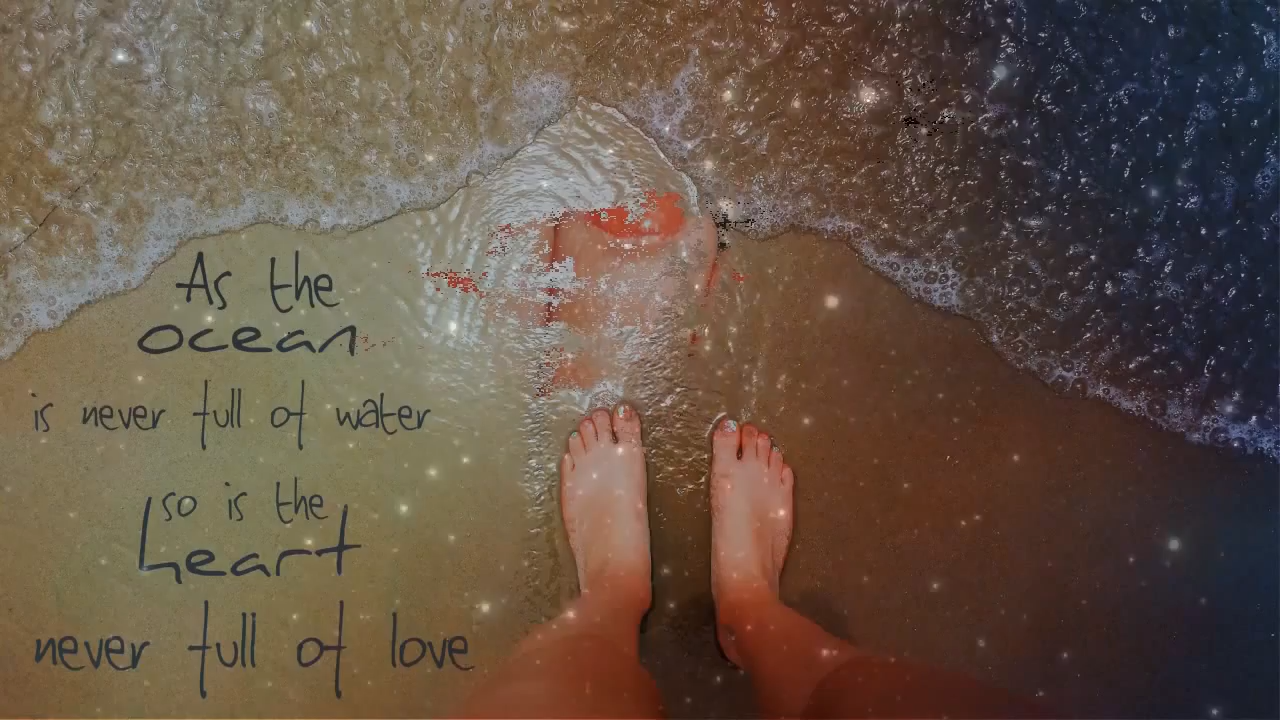 As the
ocean
is never full of water
so is the
heart
never full of love